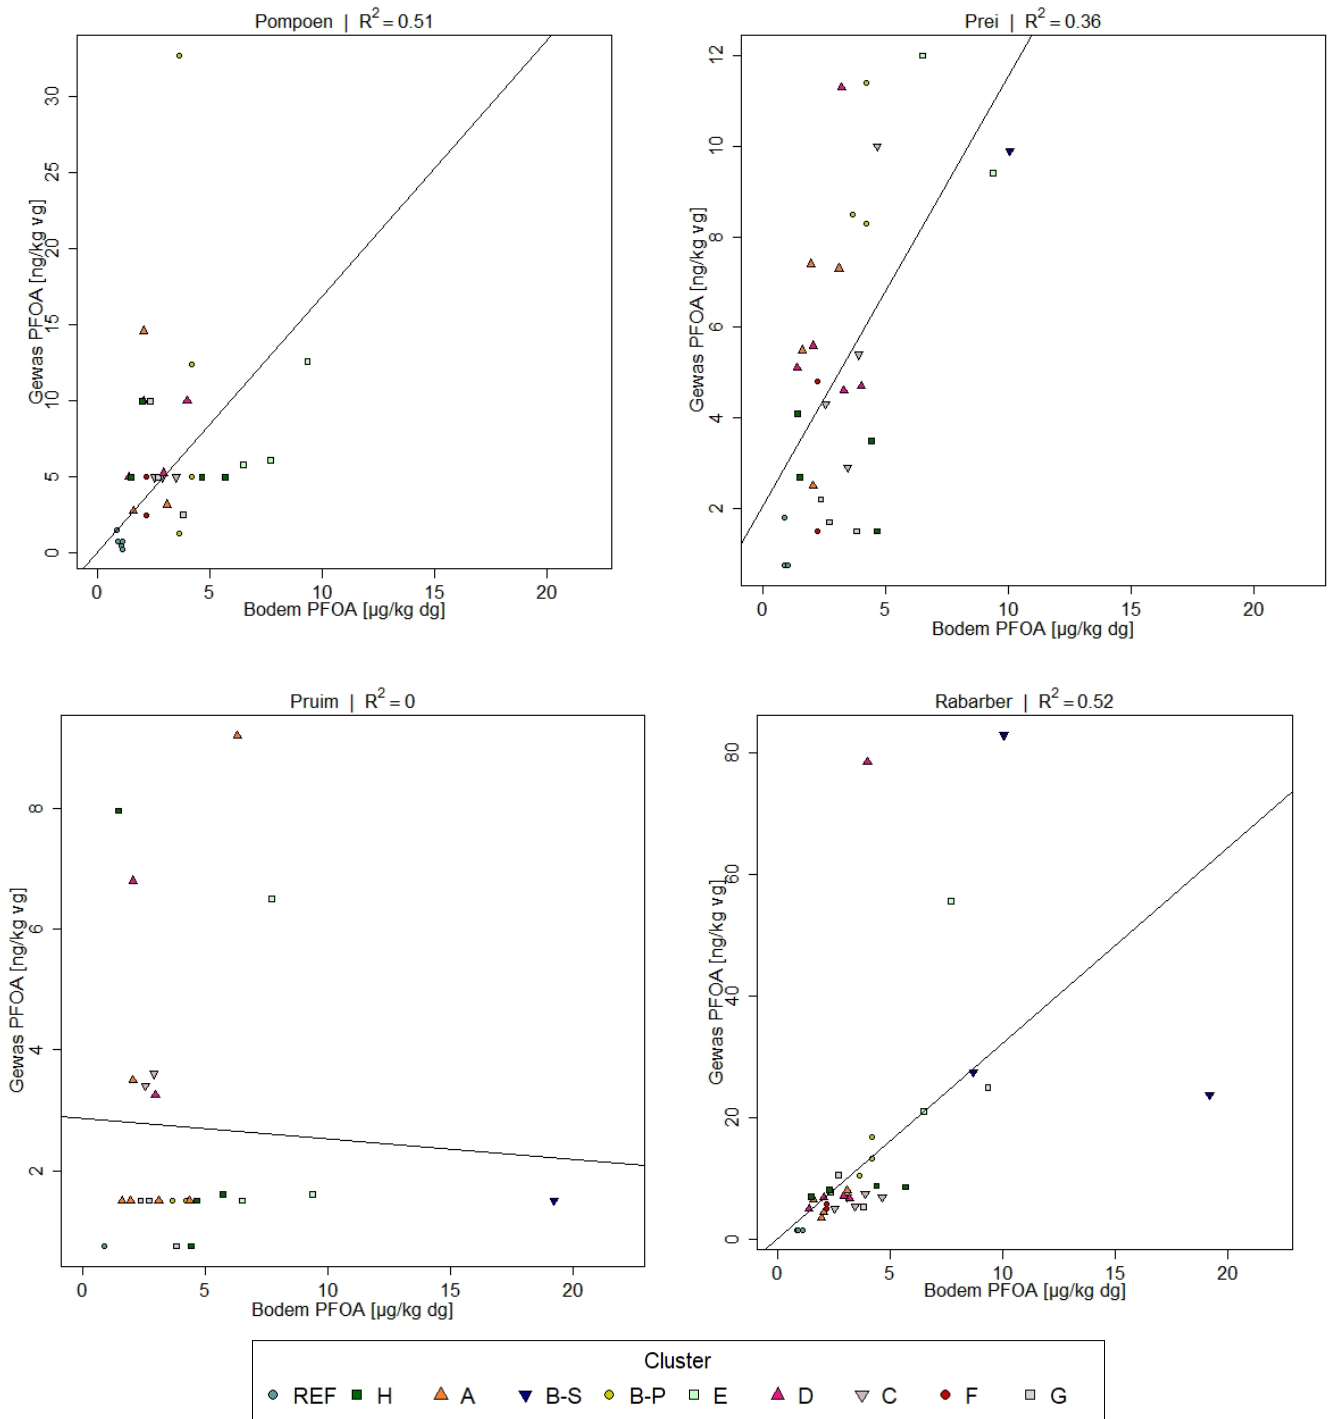 Pompoen | R² = 0.51
Gewas PFOA [ng/kg vg]
30
25
20
15
10
5
0
0 5 10 15 20
Bodem PFOA [µg/kg dg]
Prei | R² = 0.36
Gewas PFOA [ng/kg vg]
12
10
8
6
4
2
0 5 10 15 20
Bodem PFOA [µg/kg dg]
Pruim | R² = 0
Gewas PFOA [ng/kg vg]
8
6
4
2
0 5 10 15 20
Bodem PFOA [µg/kg dg]
Rabarber | R² = 0.52
Gewas PFOA [ng/kg vg]
80
60
40
20
0
0 5 10 15 20
Bodem PFOA [µg/kg dg]
Cluster
REF H A B-S B-P E D C F G